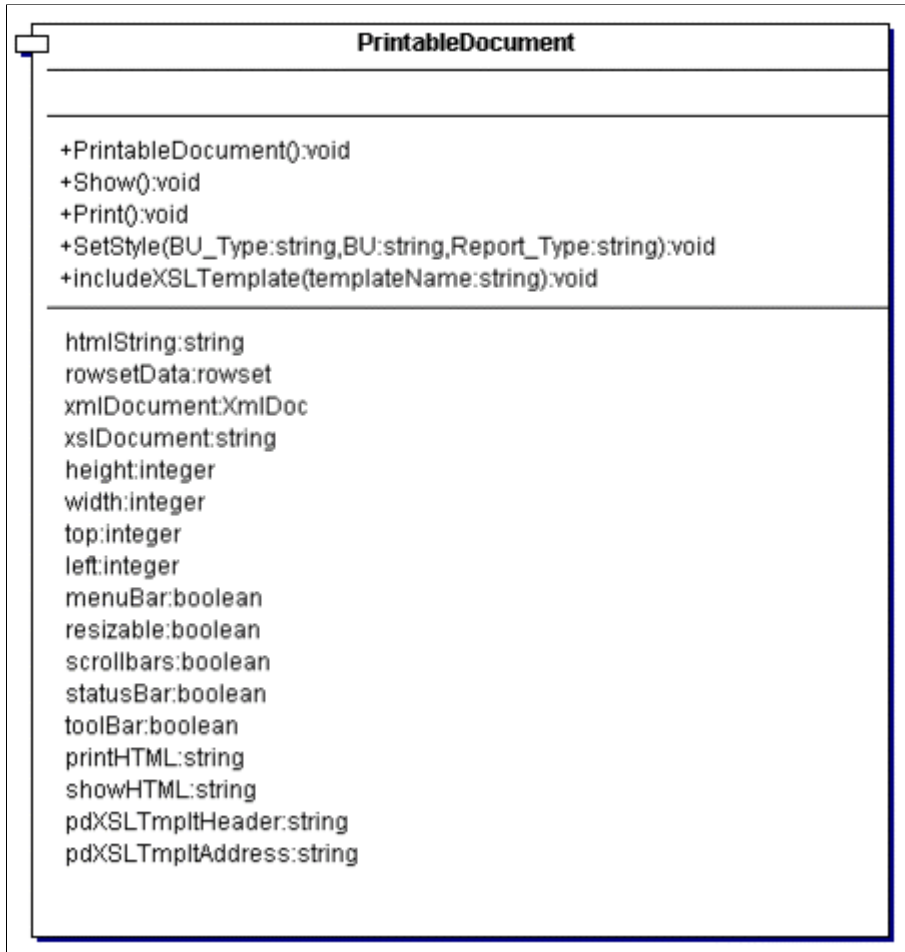 PrintableDocument
+PrintableDocument():void
+Show():void
+Print():void
+SetStyle(BU_Type:string,BU:string,Report_Type:string):void
+includeXSLTemplate(templateName:string):void
htmlString:string
rowsetData:rowset
xmlDocument:XmlDoc
xslDocument:string
height:integer
width:integer
top:integer
left:integer
menuBar:boolean
resizable:boolean
scrollbars:boolean
statusBar:boolean
toolBar:boolean
printHTML:string
showHTML:string
pdXSLTmpltHeader:string
pdXSLTmpltAddress:string